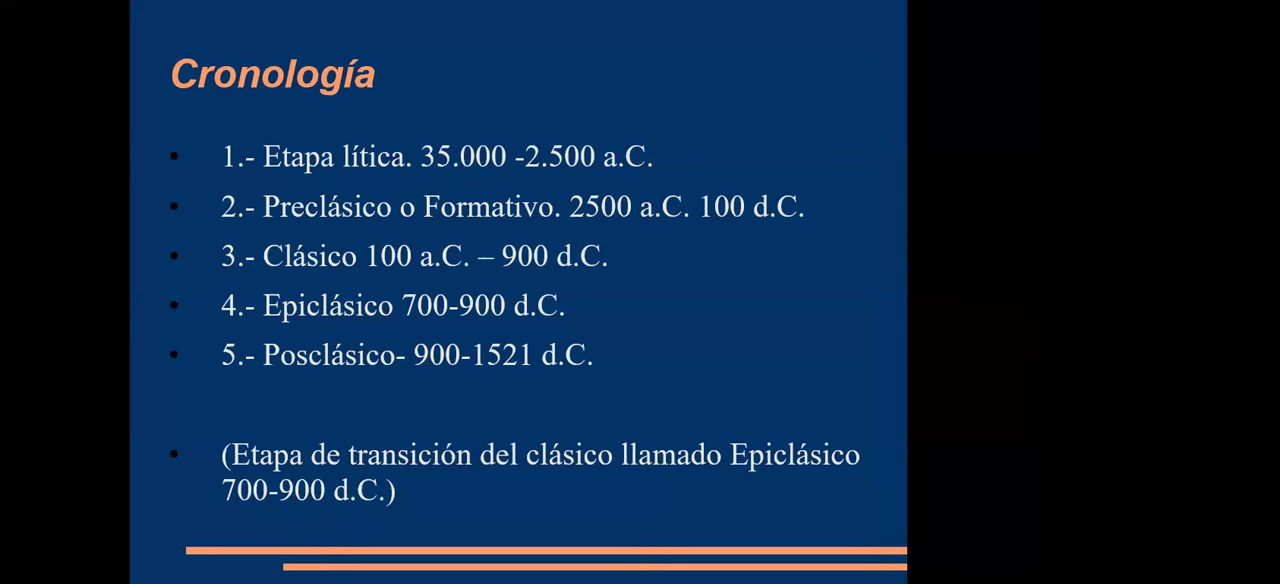 Cronología
• 1.- Etapa lítica. 35.000 -2.500 a.C.
• 2.- Preclásico o Formativo. 2500 a.C. 100 d.C.
• 3.- Clásico 100 a.C. – 900 d.C.
• 4.- Epiclásico 700-900 d.C.
• 5.- Posclásico- 900-1521 d.C.
• (Etapa de transición del clásico llamado Epiclásico
700-900 d.C.)